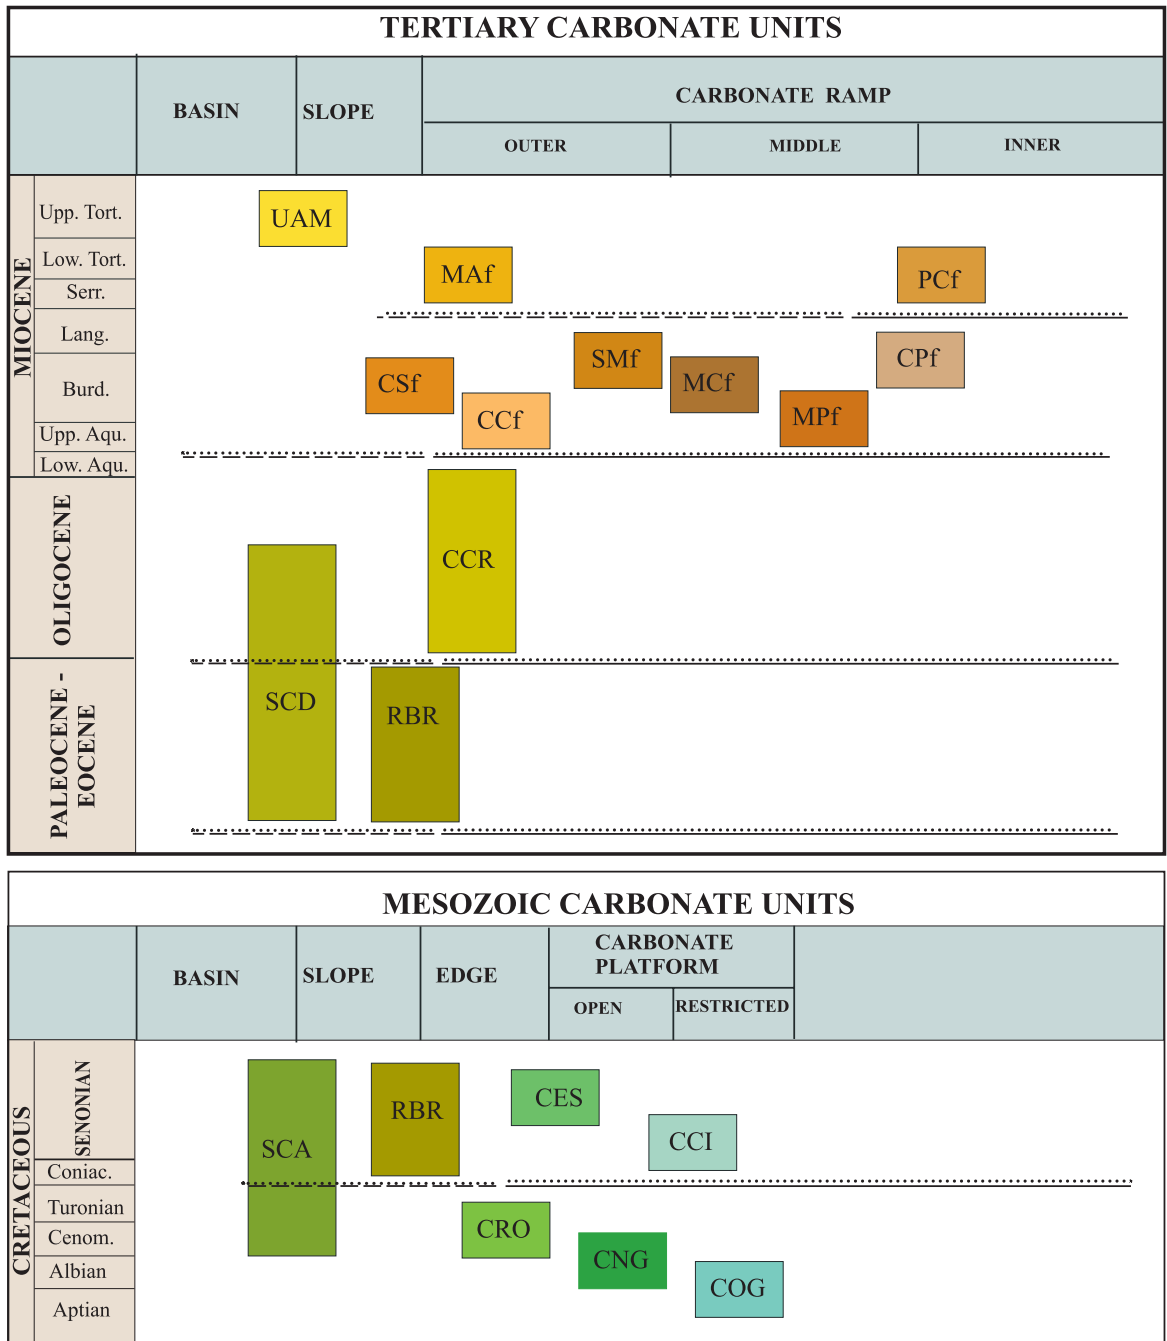 TERTIARY CARBONATE UNITS
BASIN
SLOPE
CARBONATE RAMP
OUTER
MIDDLE
INNER
MIOCENE
Upp. Tort.
Low. Tort.
Serr.
Lang.
Burd.
Upp. Aqu.
Low. Aqu.
UAM
MAf
PCf
SMf
CPf
CSf
MCf
CCf
MPf
OLIGOCENE
CCR
PALEOCENE -
EOCENE
SCD
RBR
MESOZOIC CARBONATE UNITS
BASIN
SLOPE
EDGE
CARBONATE
PLATFORM
OPEN
RESTRICTED
CRETACEOUS
SENONIAN
Coniac.
Turonian
Cenom.
Albian
Aptian
SCA
RBR
CES
CCI
CRO
CNG
COG